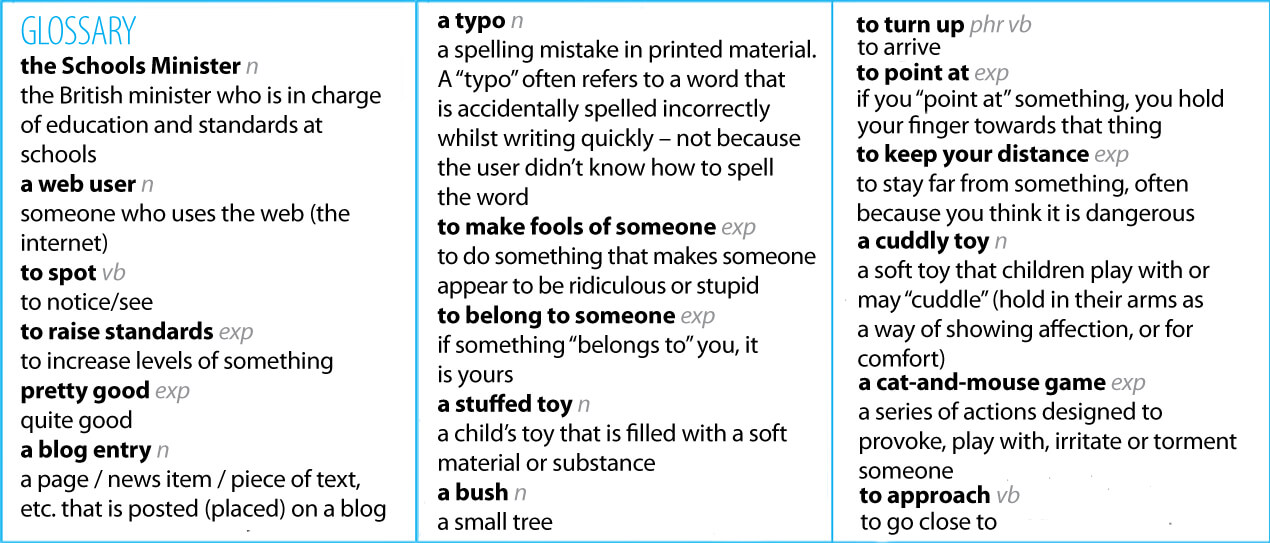 GLOSSARY
the Schools Minister n
the British minister who is in charge
of education and standards at
schools
a web user n
someone who uses the web (the
internet)
to spot vb
to notice/see
to raise standards exp
to increase levels of something
pretty good exp
quite good
a blog entry n
a page / news item / piece of text,
etc. that is posted (placed) on a blog
a typo n
a spelling mistake in printed material.
A “typo” often refers to a word that
is accidentally spelled incorrectly
whilst writing quickly – not because
the user didn’t know how to spell
the word
to make fools of someone exp
to do something that makes someone
appear to be ridiculous or stupid
to belong to someone exp
if something “belongs to” you, it
is yours
a stuffed toy n
a child’s toy that is filled with a soft
material or substance
a bush n
a small tree
to turn up phr vb
to arrive
to point at exp
if you “point at” something, you hold
your finger towards that thing
to keep your distance exp
to stay far from something, often
because you think it is dangerous
a cuddly toy n
a soft toy that children play with or
may “cuddle” (hold in their arms as
a way of showing affection, or for
comfort)
a cat-and-mouse game exp
a series of actions designed to
provoke, play with, irritate or torment
someone
to approach vb
to go close to